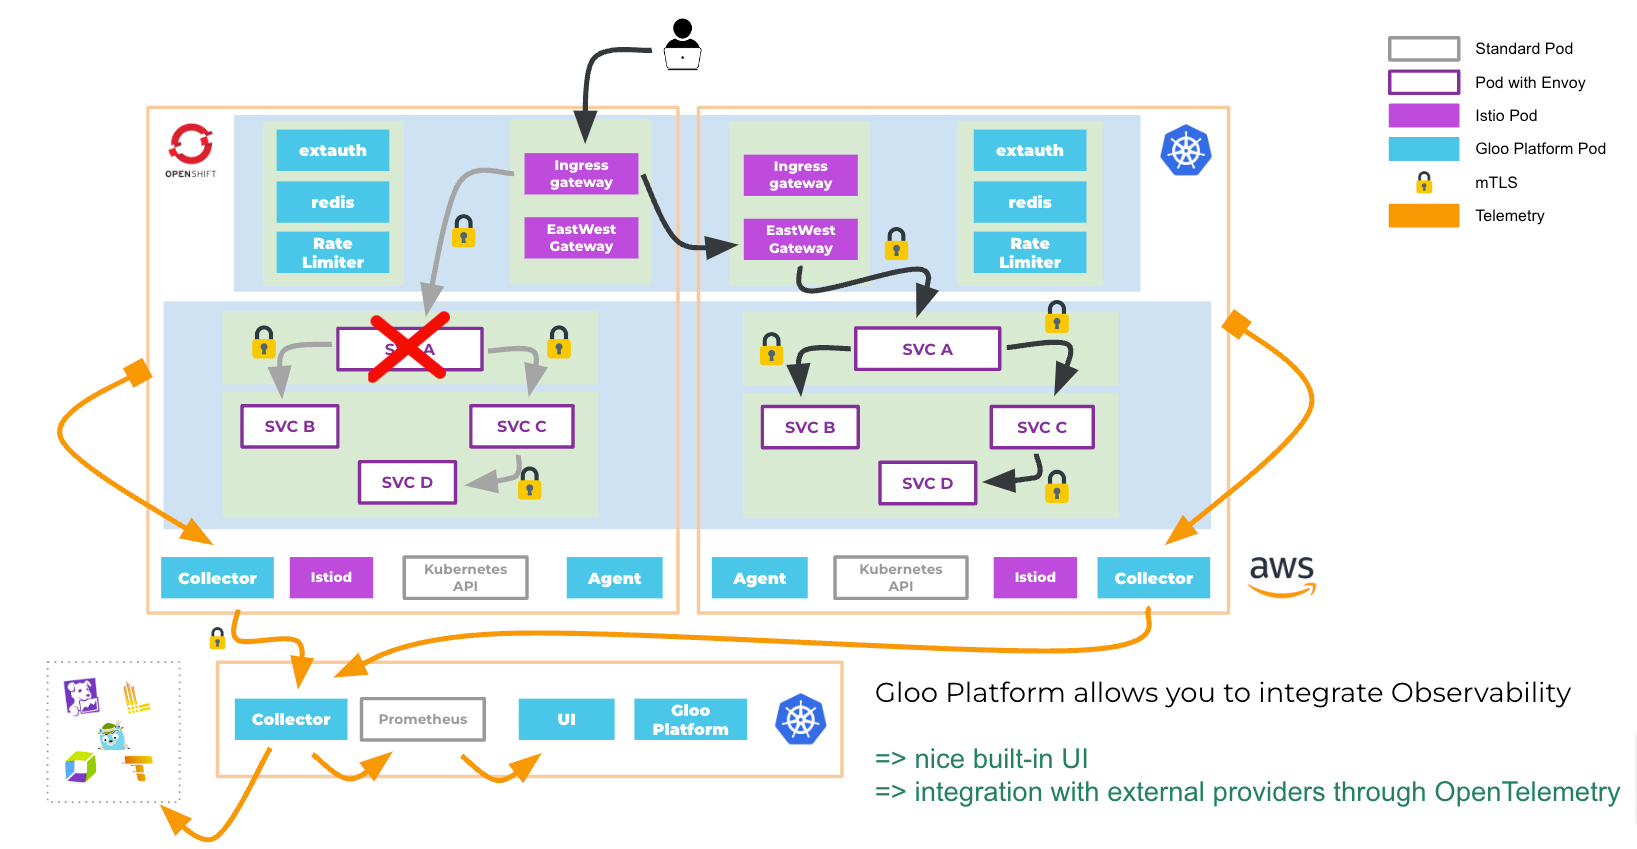 Standard Pod
Pod with Envoy
Istio Pod
Gloo Platform Pod
mTLS
Telemetry
OPENSHIFT
extauth
redis
Rate
Limiter
Ingress
gateway
EastWest
Gateway
Ingress
gateway
EastWest
Gateway
extauth
redis
Rate
Limiter
A
SVC B
SVC C
SVC D
SVC A
SVC B
SVC C
SVC D
Collector
Istiod
Kubernetes
API
Agent
Agent
Kubernetes
API
Istiod
Collector
aws
Collector
Prometheus
UI
Gloo
Platform
Gloo Platform allows you to integrate Observability
=> nice built-in UI
=> integration with external providers through OpenTelemetry